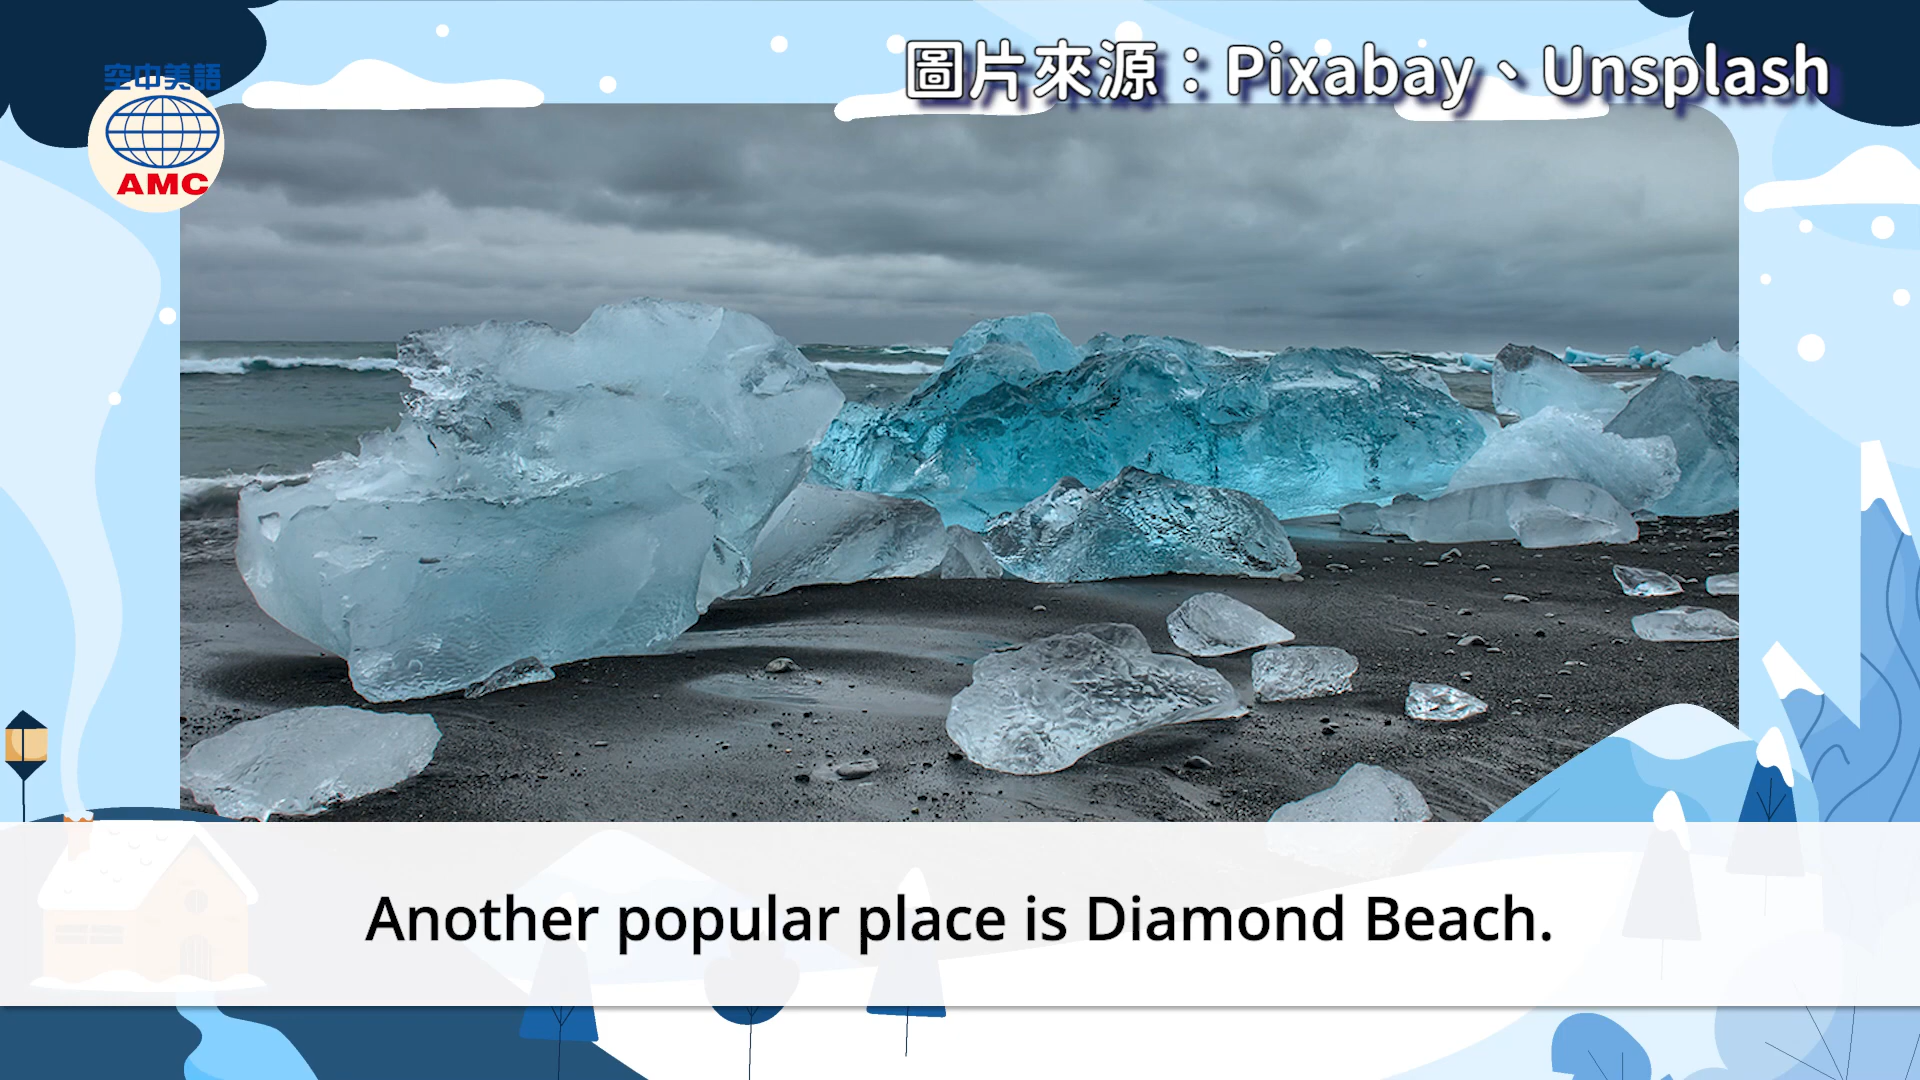 圖片來源：Pixabay、Unsplash
空中美語
AMC
Another popular place is Diamond Beach.